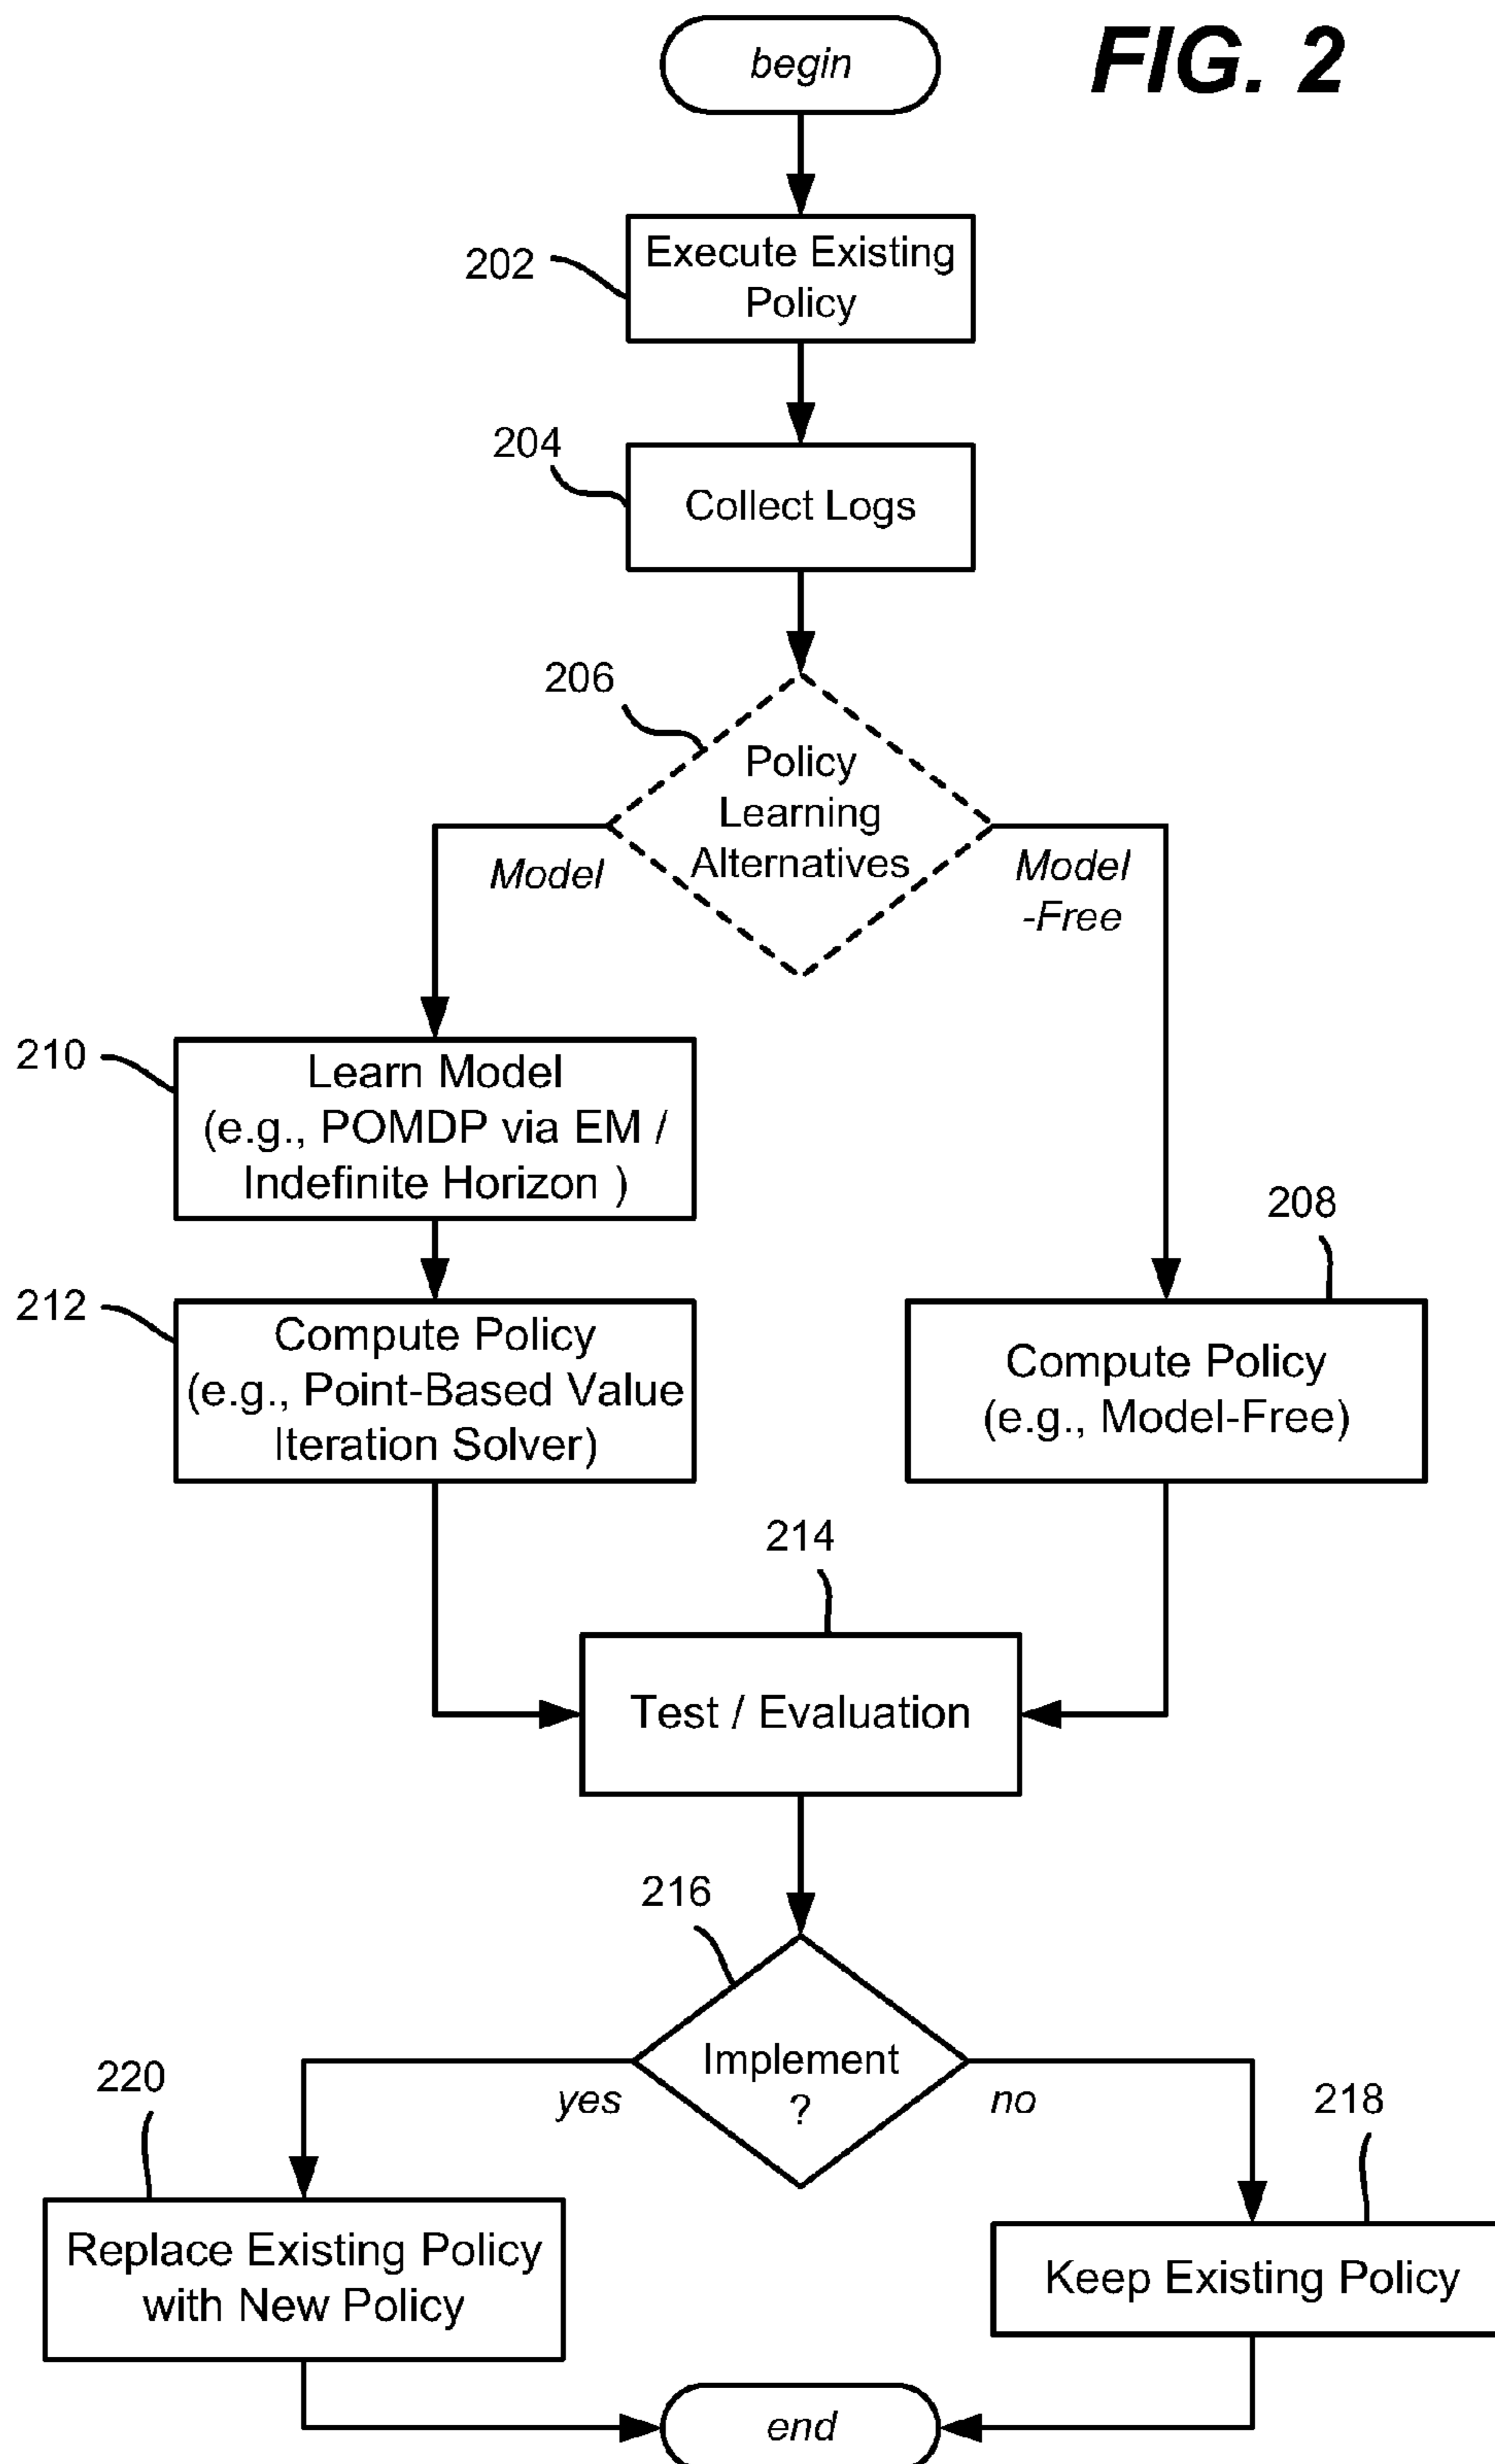 FIG. 2
begin
202
Execute Existing
Policy
204
Collect Logs
206
Policy
Learning
Alternatives
Model
Model
-Free
210
Learn Model
(e.g., POMDP via EM /
Indefinite Horizon )
208
212
Compute Policy
(e.g., Point-Based Value
Iteration Solver)
Compute Policy
(e.g., Model-Free)
214
Test / Evaluation
216
Implement
?
yes
no
220
218
Replace Existing Policy
with New Policy
Keep Existing Policy
end